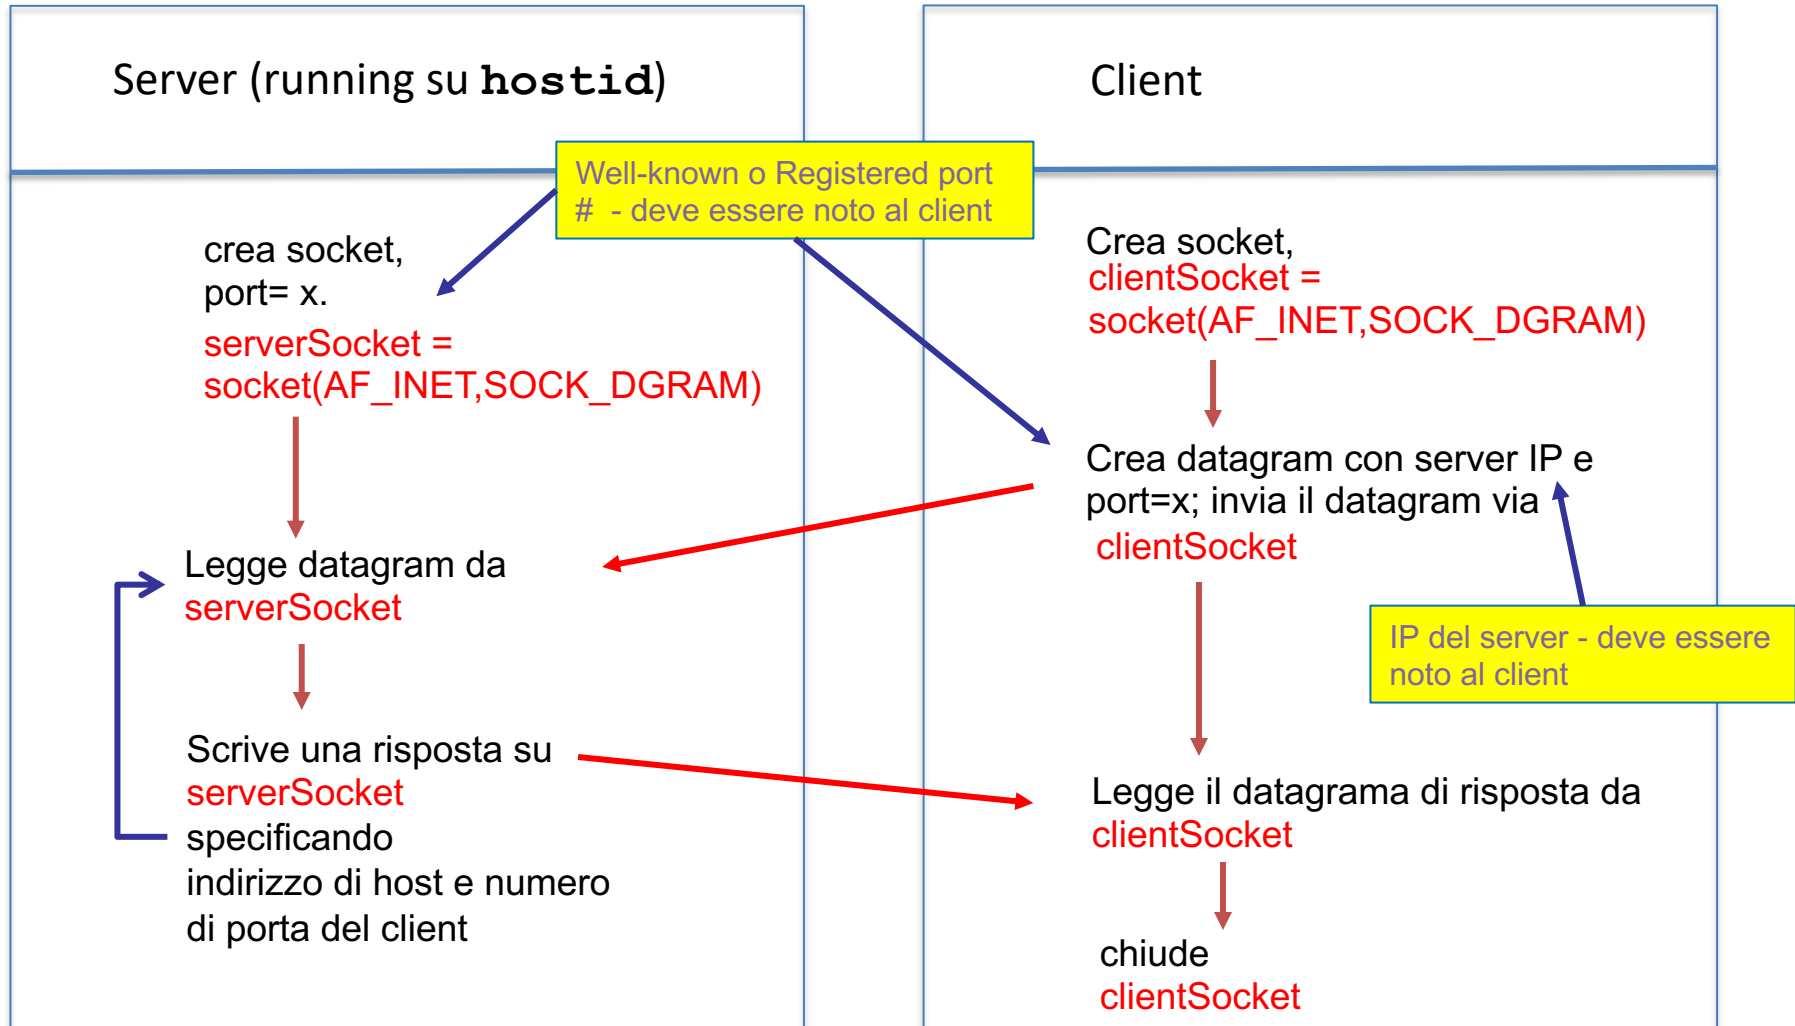 Server (running su hostid)
Client
Well-known o Registered port
# - deve essere noto al client
crea socket,
port= x.
serverSocket =
socket(AF_INET,SOCK_DGRAM)
Legge datagram da
serverSocket
Scrive una risposta su
serverSocket
specificando
indirizzo di host e numero
di porta del client
Crea socket,
clientSocket =
socket(AF_INET,SOCK_DGRAM)
Crea datagram con server IP e
port=x; invia il datagram via
clientSocket
IP del server - deve essere
noto al client
Legge il datagrama di risposta da
clientSocket
chiude
clientSocket